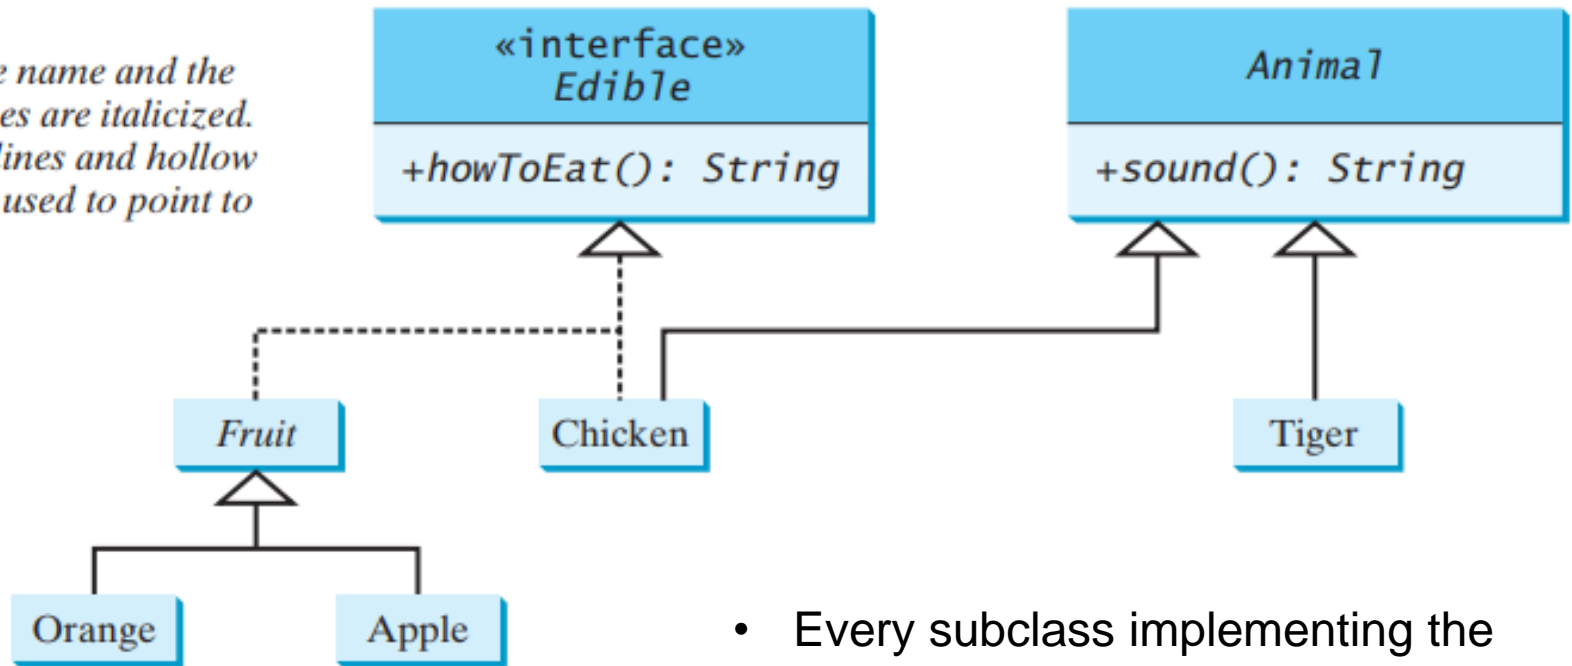 name and the
are italicized.
lines and hollow
used to point to
«interface»
Edible
+howToEat(): String
Animal
+sound(): String
Fruit
Chicken
Tiger
Orange
Apple
• Every subclass implementing the